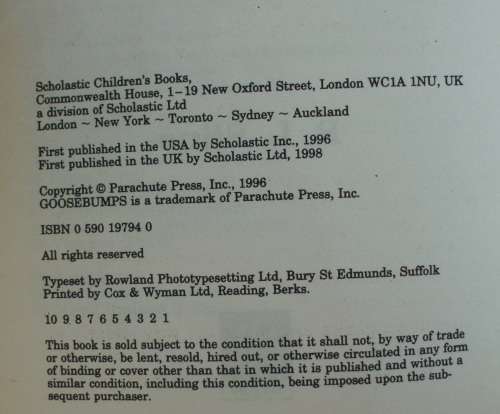 Scholastic Children's Books,
Commonwealth House, 1–19 New Oxford Street, London WC1A 1NU, UK
a division of Scholastic Ltd
London ~ New York ~ Toronto ~ Sydney ~ Auckland
First published in the USA by Scholastic Inc., 1996
First published in the UK by Scholastic Ltd, 1998
Copyright © Parachute Press, Inc., 1996
GOOSEBUMPS is a trademark of Parachute Press, Inc.
ISBN 0 590 19794 0
All rights reserved
Typeset by Rowland Phototypesetting Ltd, Bury St Edmunds, Suffolk
Printed by Cox & Wyman Ltd, Reading, Berks.
10 9 8 7 6 5 4 3 2 1
This book is sold subject to the condition that it shall not, by way of trade
or otherwise, be lent, resold, hired out, or otherwise circulated in any form
of binding or cover other than that in which it is published and without a
similar condition, including this condition, being imposed upon the sub-
sequent purchaser.